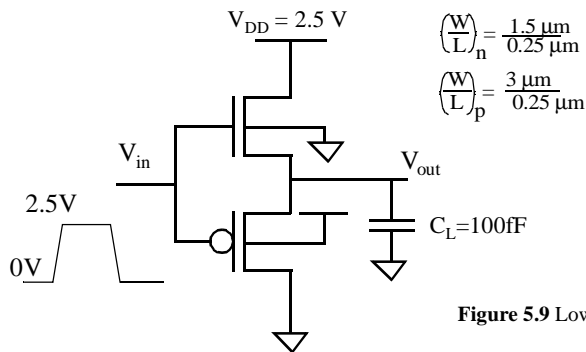 V_DD = 2.5 V
(W/L)_n = 1.5 µm / 0.25 µm
(W/L)_p = 3 µm / 0.25 µm
V_in
V_out
2.5V
0V
C_L=100fF
Figure 5.9 Low